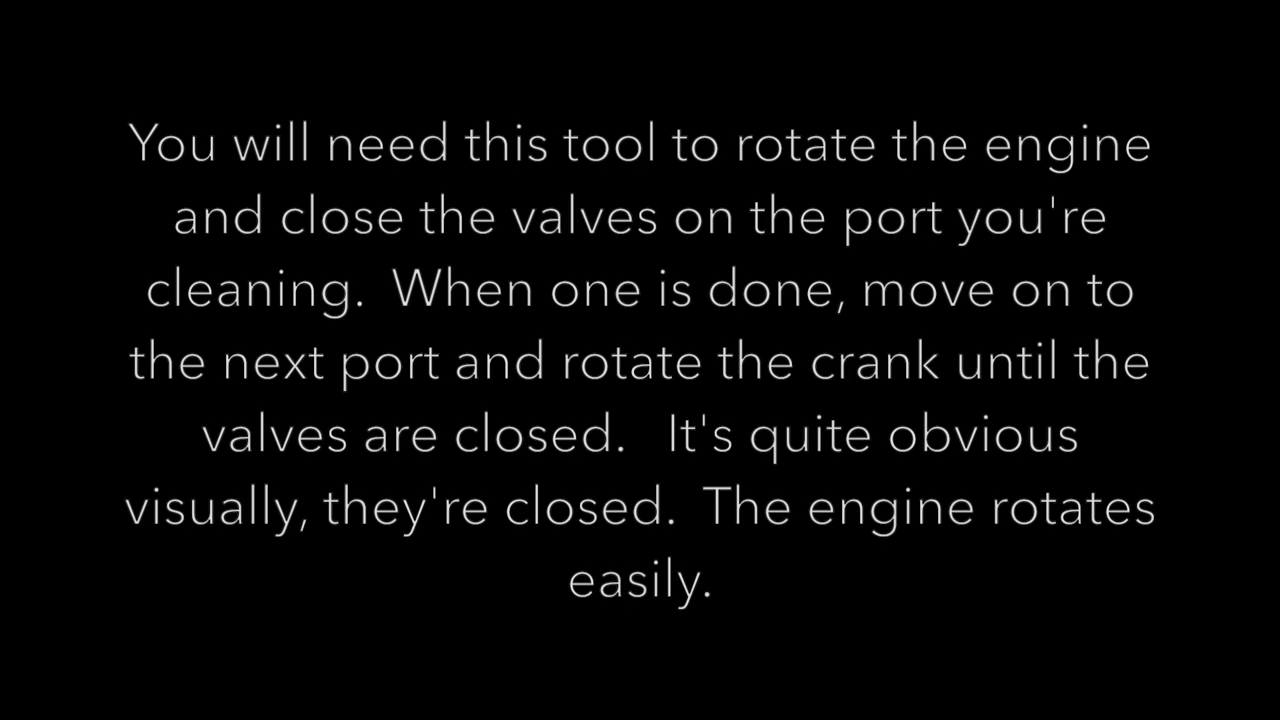 You will need this tool to rotate the engine
and close the valves on the port you're
cleaning.  When one is done, move on to
the next port and rotate the crank until the
valves are closed.   It's quite obvious
visually, they're closed.  The engine rotates
easily.